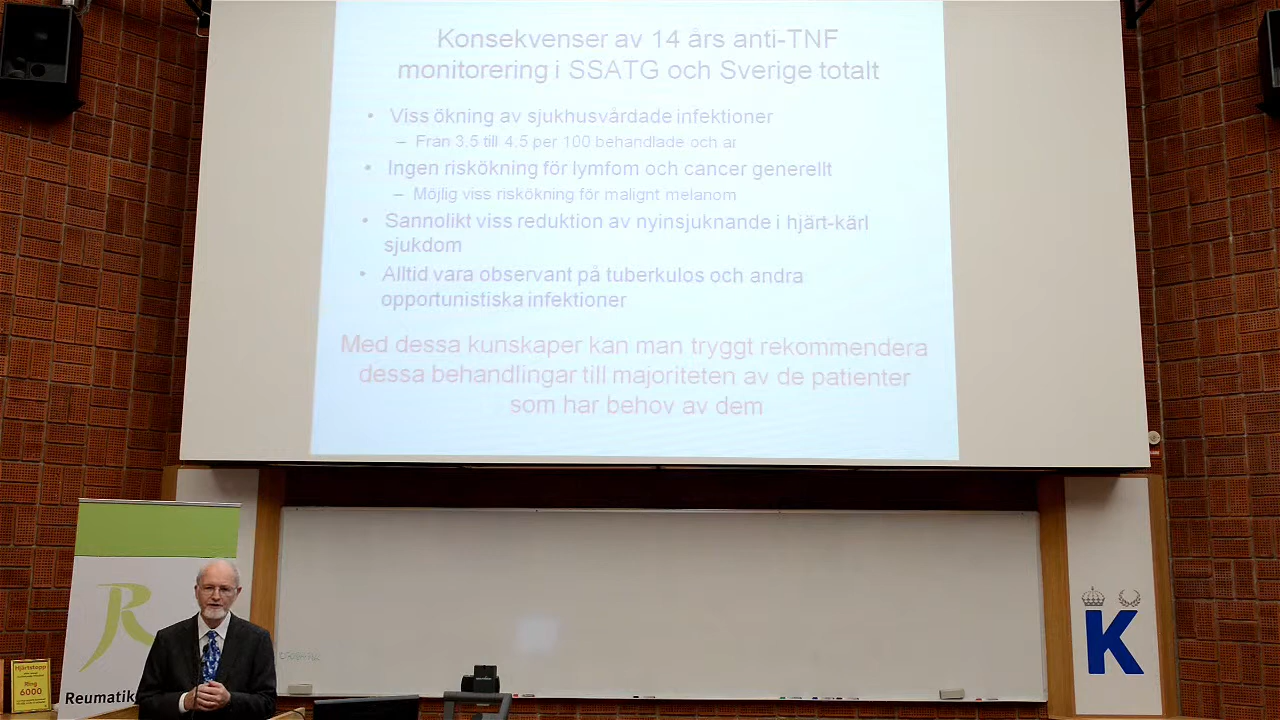 Konsekvenser av 14 års anti-TNF
monitorering i SSATG och Sverige totalt
• Viss ökning av sjukhusvårdade infektioner
– Från 3,5 till 4,5 per 100 behandlade och år
• Ingen riskökning för lymfom och cancer generellt
– Möjlig viss riskökning för malignt melanom
• Sannolikt viss reduktion av nyinsjuknande i hjärt-kärl
sjukdom
• Alltid vara observant på tuberkulos och andra
opportunistiska infektioner
Med dessa kunskaper kan man tryggt rekommendera
dessa behandlingar till majoriteten av de patienter
som har behov av dem
R
Reumatik
Hjärtstopp
Ring
6000
K